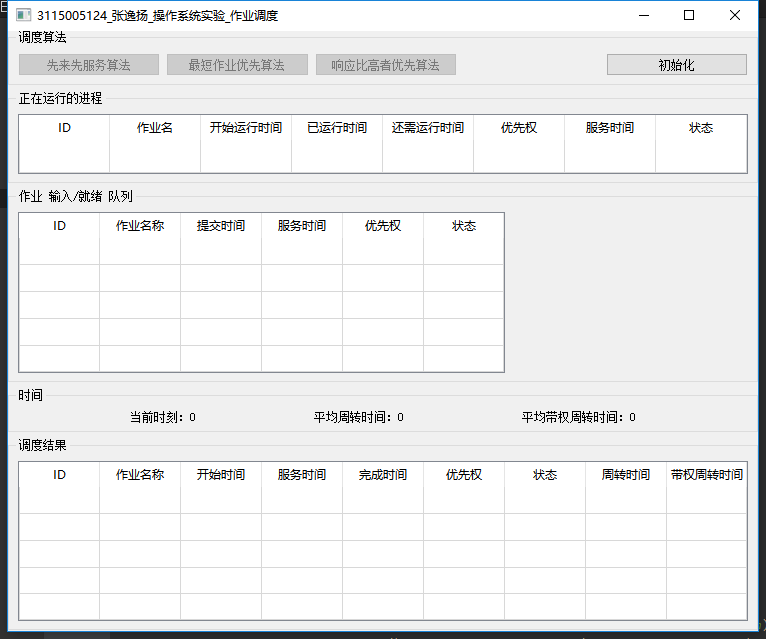 3115005124_张逸扬_操作系统实验_作业调度
调度算法
先来先服务算法 最短作业优先算法 响应比高者优先算法 初始化
正在运行的进程
ID 作业名 开始运行时间 已运行时间 还需运行时间 优先权 服务时间 状态
作业 输入/就绪 队列
ID 作业名称 提交时间 服务时间 优先权 状态
时间
当前时刻：0 平均周转时间：0 平均带权周转时间：0
调度结果
ID 作业名称 开始时间 服务时间 完成时间 优先权 状态 周转时间 带权周转时间